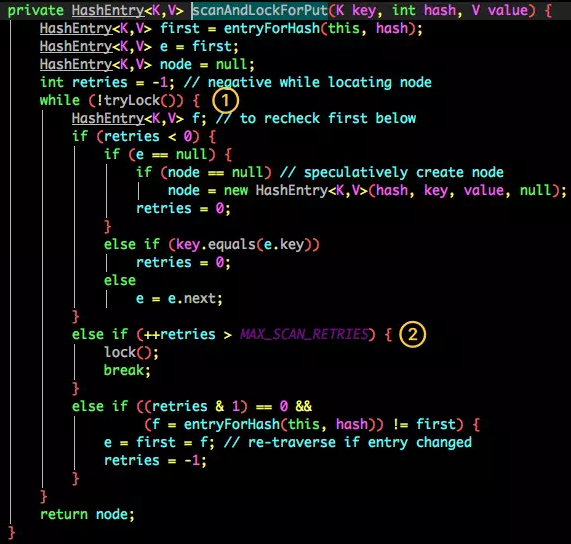 private HashEntry<K,V> scanAndLockForPut(K key, int hash, V value) {
    HashEntry<K,V> first = entryForHash(this, hash);
    HashEntry<K,V> e = first;
    HashEntry<K,V> node = null;
    int retries = -1; // negative while locating node
    while (!tryLock()) { 1
        HashEntry<K,V> f; // to recheck first below
        if (retries < 0) {
            if (e == null) {
                if (node == null) // speculatively create node
                    node = new HashEntry<K,V>(hash, key, value, null);
                retries = 0;
            }
            else if (key.equals(e.key))
                retries = 0;
            else
                e = e.next;
        }
        else if (++retries > MAX_SCAN_RETRIES) { 2
            lock();
            break;
        }
        else if ((retries & 1) == 0 &&
                 (f = entryForHash(this, hash)) != first) {
            e = first = f; // re-traverse if entry changed
            retries = -1;
        }
    }
    return node;
}